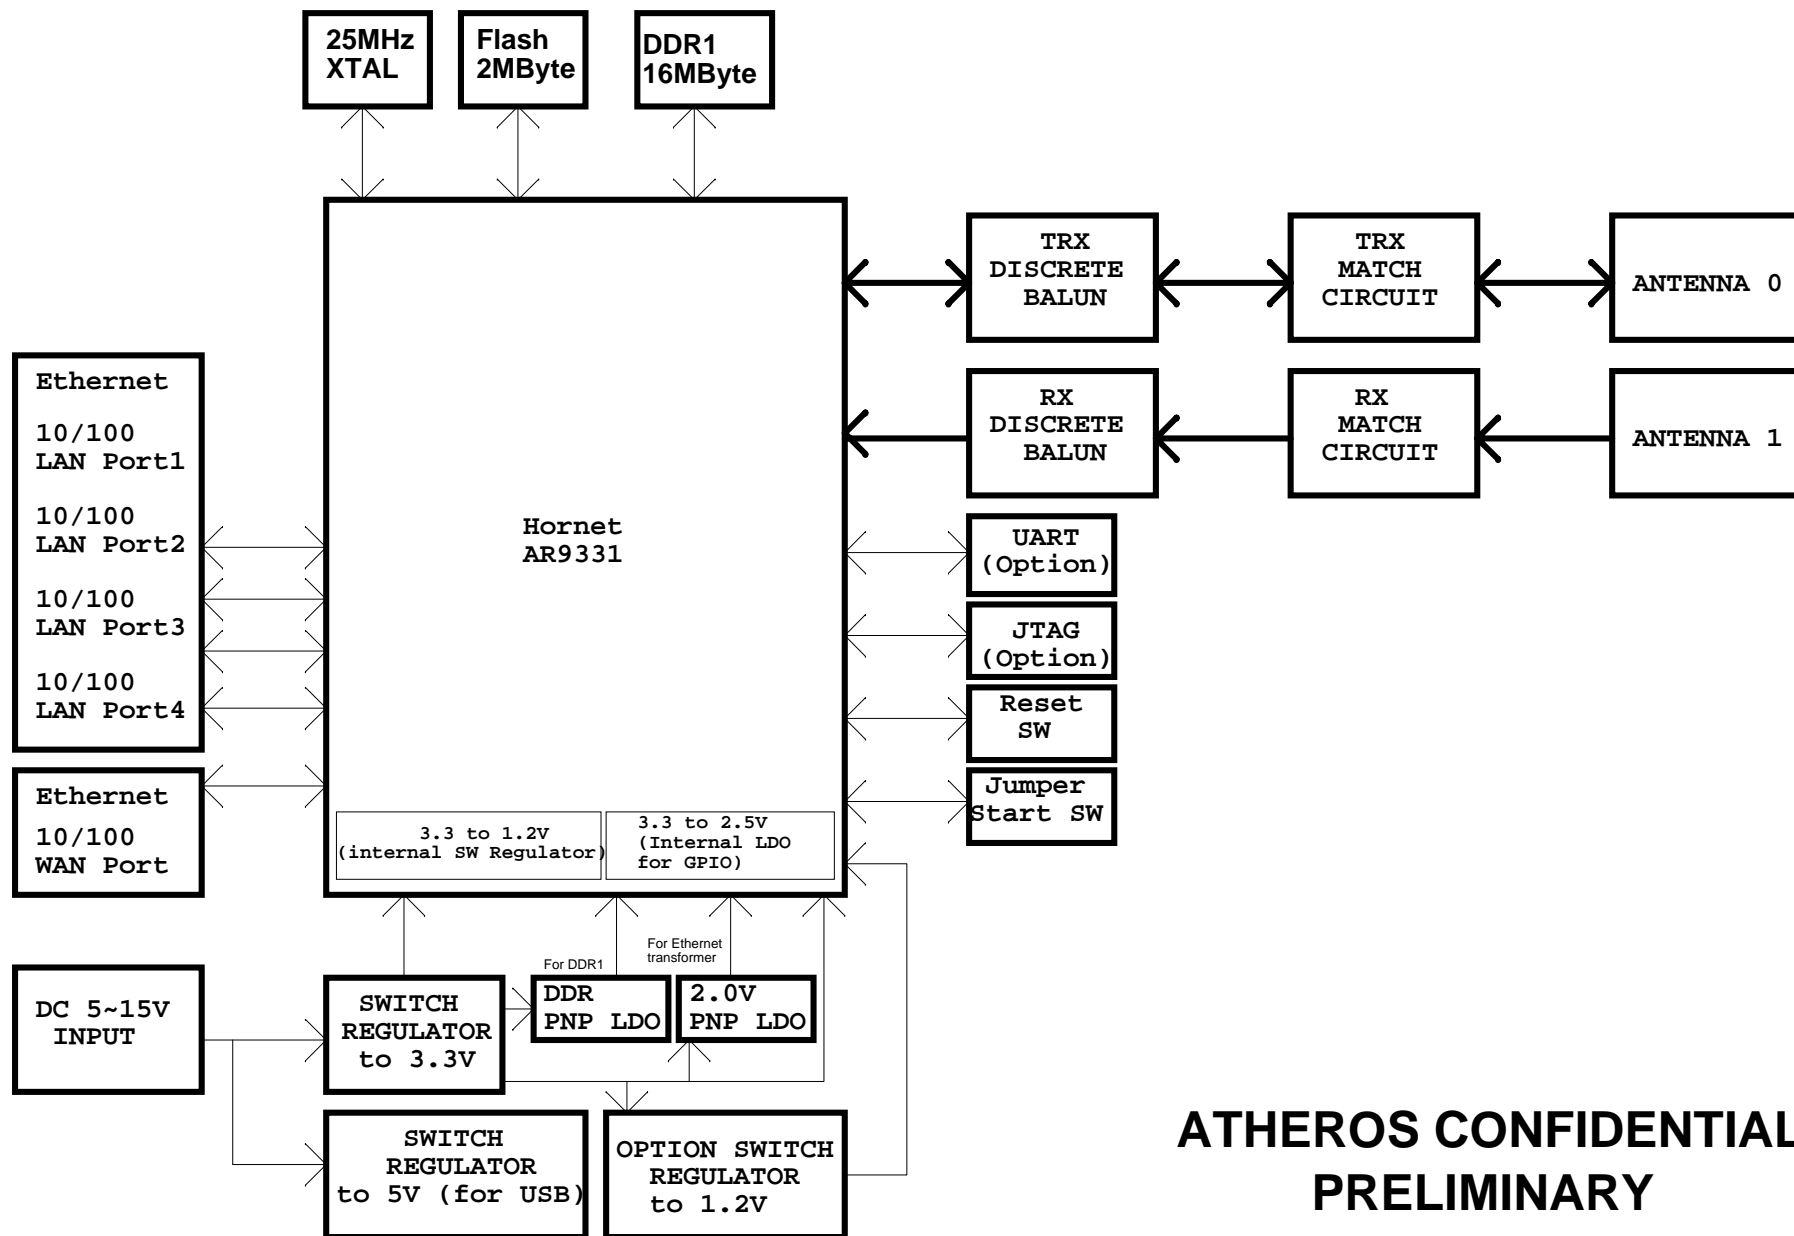 25MHz
XTAL
Flash
2MByte
DDR1
16MByte
TRX
DISCRETE
BALUN
TRX
MATCH
CIRCUIT
ANTENNA 0
RX
DISCRETE
BALUN
RX
MATCH
CIRCUIT
ANTENNA 1
Ethernet
10/100
LAN Port1
10/100
LAN Port2
10/100
LAN Port3
10/100
LAN Port4
Hornet
AR9331
UART
(Option)
JTAG
(Option)
Reset
SW
Jumper
Start SW
Ethernet
10/100
WAN Port
3.3 to 1.2V
(internal SW Regulator)
3.3 to 2.5V
(Internal LDO
for GPIO)
For DDR1
For Ethernet
transformer
DC 5~15V
INPUT
SWITCH
REGULATOR
to 3.3V
DDR
PNP LDO
2.0V
PNP LDO
SWITCH
REGULATOR
to 5V (for USB)
OPTION SWITCH
REGULATOR
to 1.2V
ATHEROS CONFIDENTIAL
PRELIMINARY